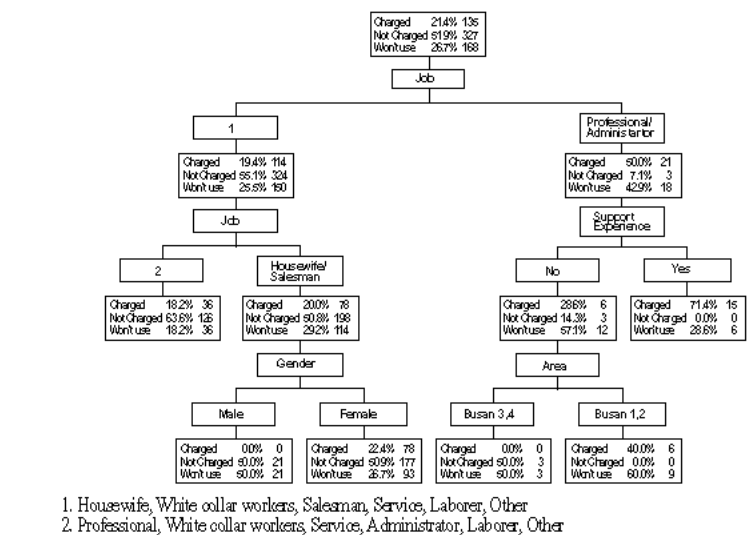 Charged 21.4% 135
Not Charged 51.9% 327
Won't use 26.7% 168
Job
1
Professional/
Administartor
Charged 19.4% 114
Not Charged 55.1% 324
Won't use 25.5% 150
Charged 50.0% 21
Not Charged 7.1% 3
Won't use 42.9% 18
Job
Support
Experience
2
Housewife/
Salesman
No
Yes
Charged 18.2% 36
Not Charged 63.6% 126
Won't use 18.2% 36
Charged 20.0% 78
Not Charged 50.8% 198
Won't use 29.2% 114
Charged 28.6% 6
Not Charged 14.3% 3
Won't use 57.1% 12
Charged 71.4% 15
Not Charged 0.0% 0
Won't use 28.6% 6
Gender
Area
Male
Female
Busan 3,4
Busan 1,2
Charged 0.0% 0
Not Charged 50.0% 21
Won't use 50.0% 21
Charged 22.4% 78
Not Charged 50.9% 177
Won't use 26.7% 93
Charged 0.0% 0
Not Charged 50.0% 3
Won't use 50.0% 3
Charged 40.0% 6
Not Charged 0.0% 0
Won't use 60.0% 9
1. Housewife, White collar workers, Salesman, Service, Laborer, Other
2. Professional, White collar workers, Service, Administrator, Laborer, Other